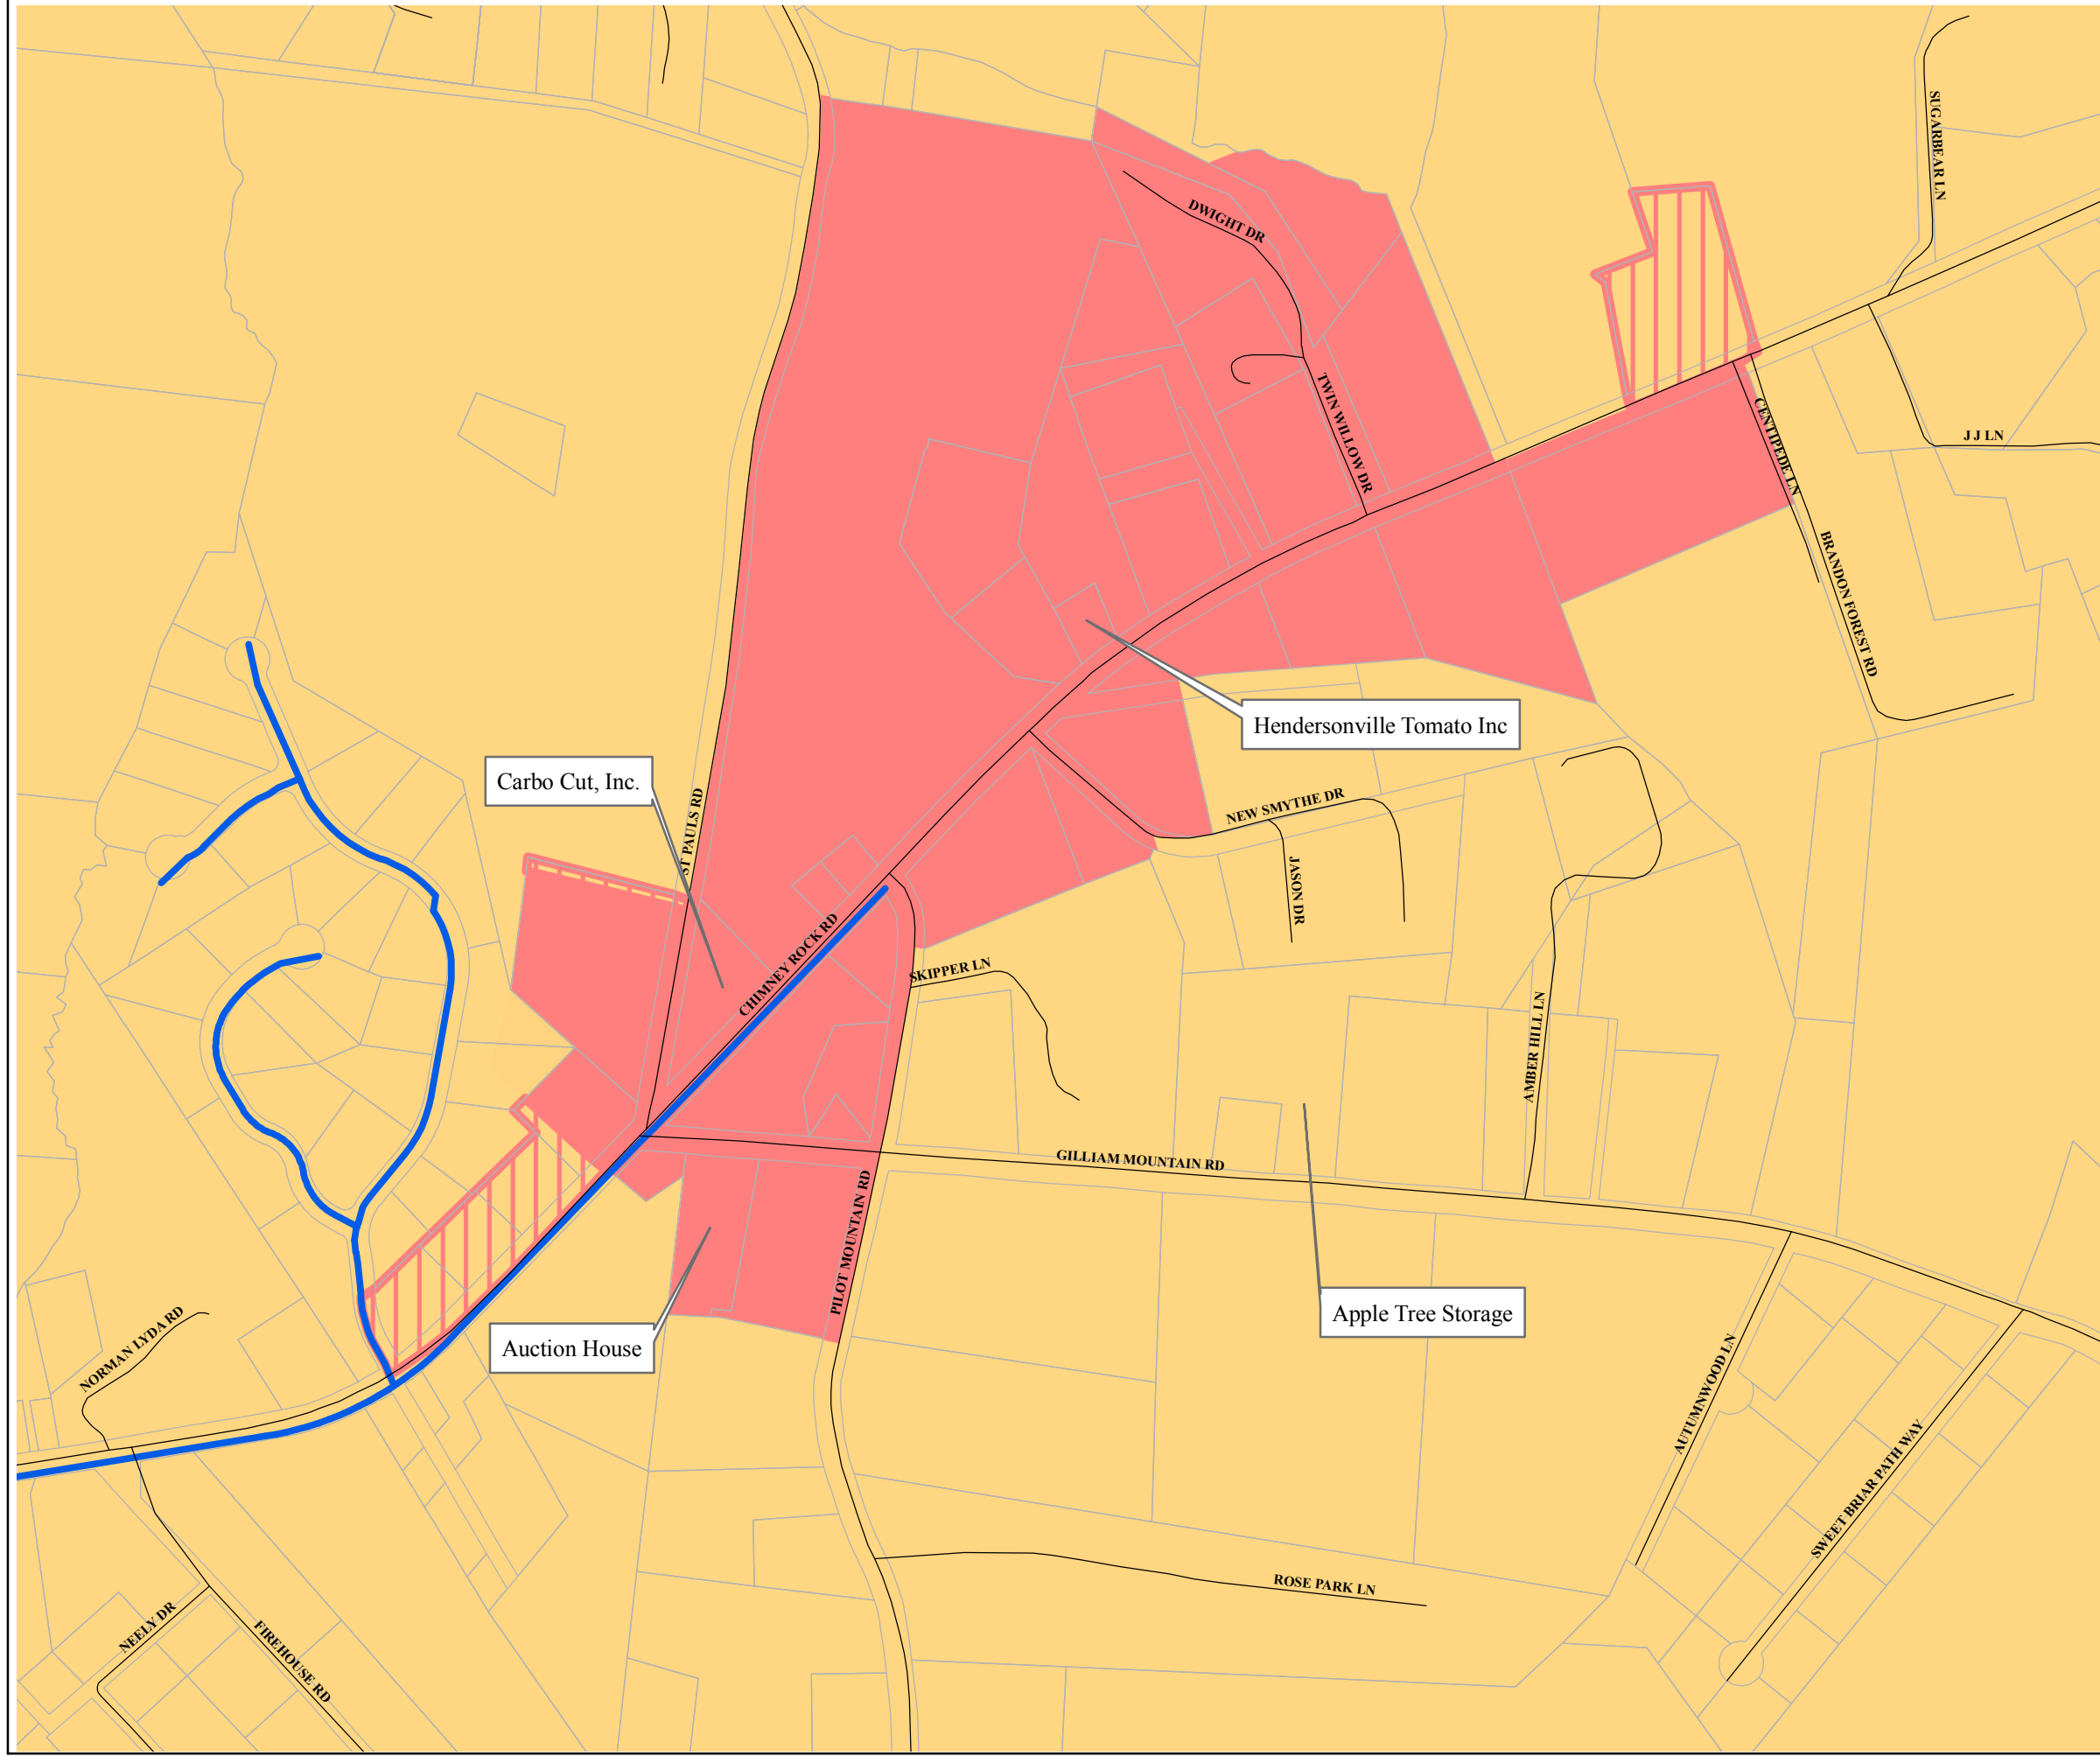 SUGARBEAR LN
DWIGHT DR
TWIN WILLOW DR
CENTIPEDE LN
J J LN
BRANDON FOREST RD
Hendersonville Tomato Inc
Carbo Cut, Inc.
ST PAULS RD
NEW SMYTHE DR
JASON DR
CHIMNEY ROCK RD
SKIPPER LN
AMBER HILL LN
GILLIAM MOUNTAIN RD
PILOT MOUNTAIN RD
Apple Tree Storage
Auction House
NORMAN LYDA RD
AUTUMNWOOD LN
SWEET BRIAR PATH WAY
ROSE PARK LN
NEELY DR
FIREHOUSE RD